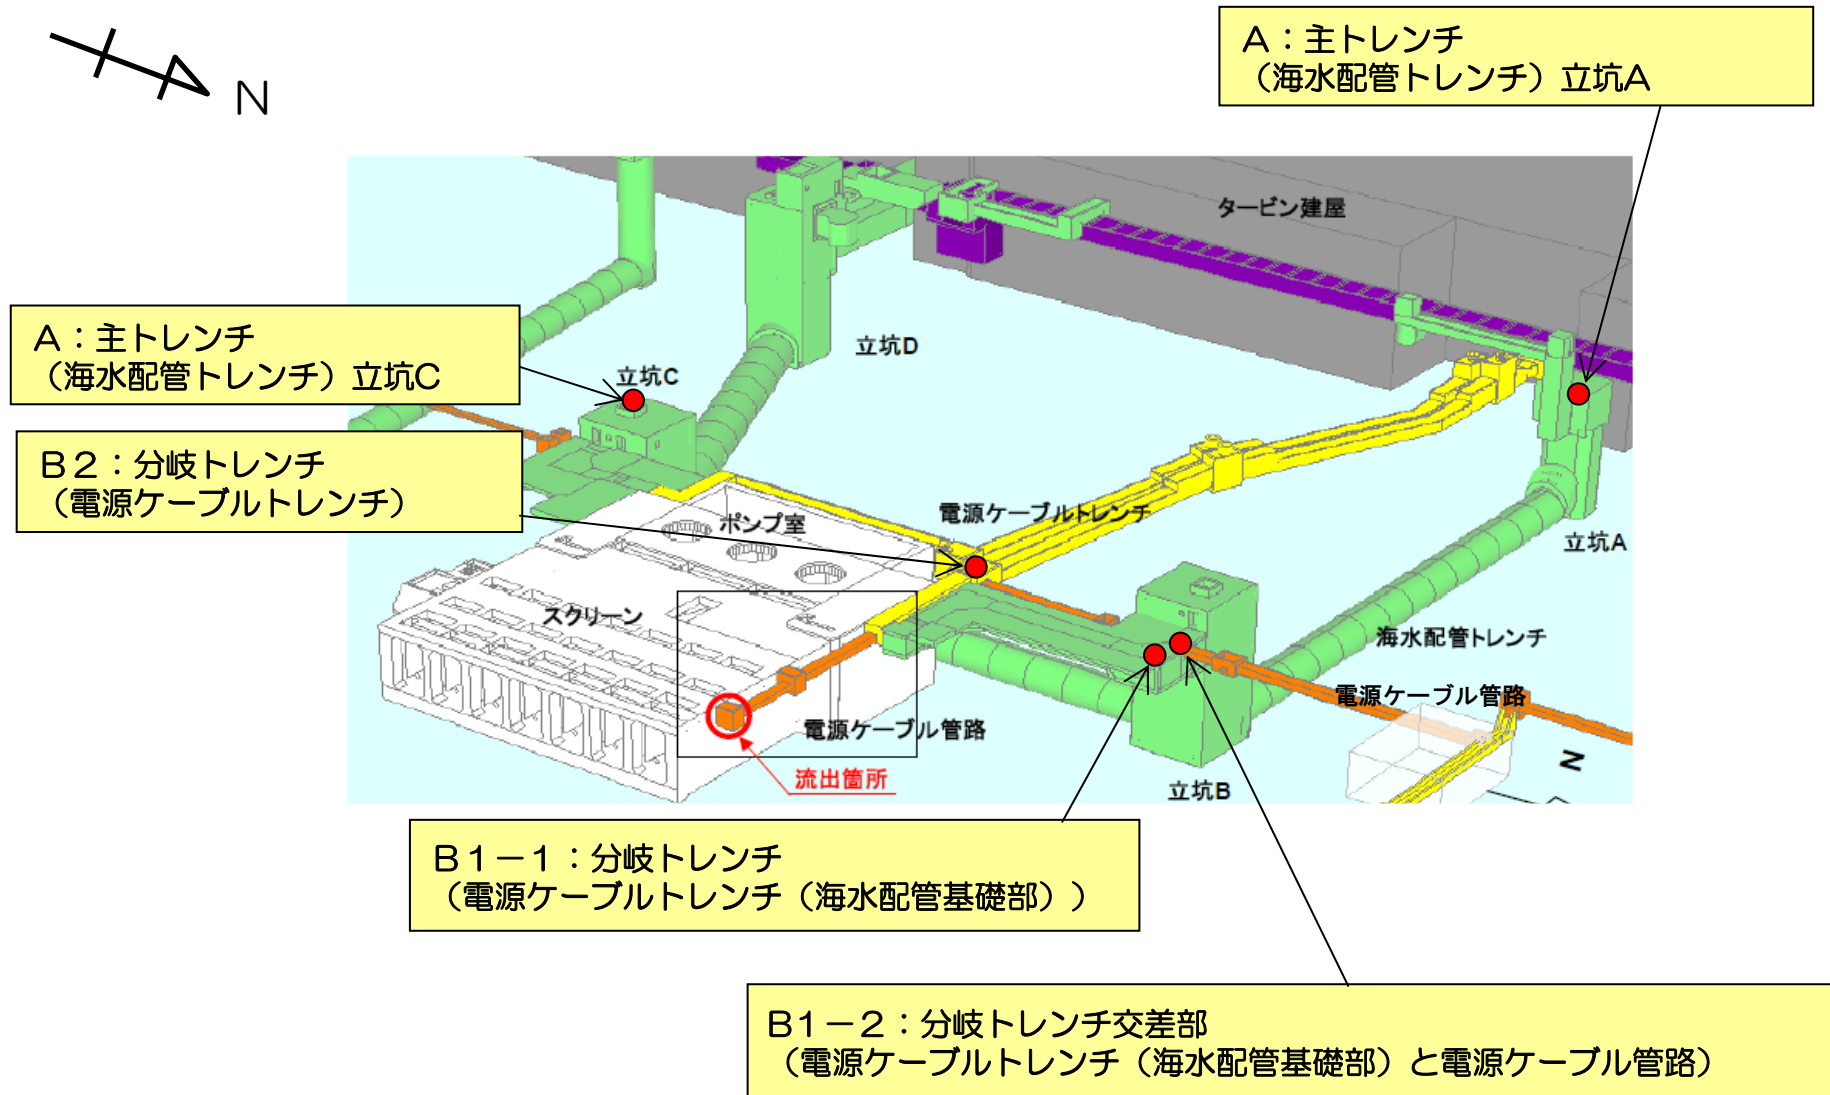 N
A：主トレンチ
（海水配管トレンチ）立坑A
タービン建屋
A：主トレンチ
（海水配管トレンチ）立坑C
立坑D
立坑C
B2：分岐トレンチ
（電源ケーブルトレンチ）
ポンプ室
電源ケーブルトレンチ
立坑A
スクリーン
海水配管トレンチ
電源ケーブル管路
電源ケーブル管路
流出箇所
立坑B
N
B1－1：分岐トレンチ
（電源ケーブルトレンチ（海水配管基礎部））
B1－2：分岐トレンチ交差部
（電源ケーブルトレンチ（海水配管基礎部）と電源ケーブル管路）